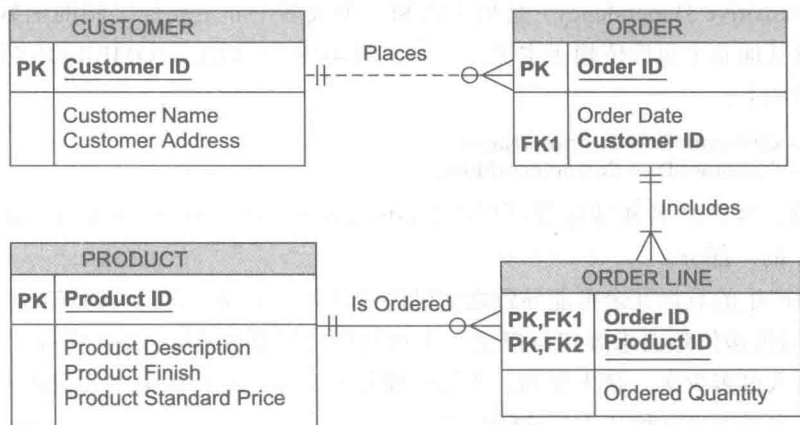 CUSTOMER
PK Customer ID
Customer Name
Customer Address
Places
ORDER
PK Order ID
Order Date
FK1 Customer ID
Includes
PRODUCT
PK Product ID
Product Description
Product Finish
Product Standard Price
Is Ordered
ORDER LINE
PK,FK1 Order ID
PK,FK2 Product ID
Ordered Quantity